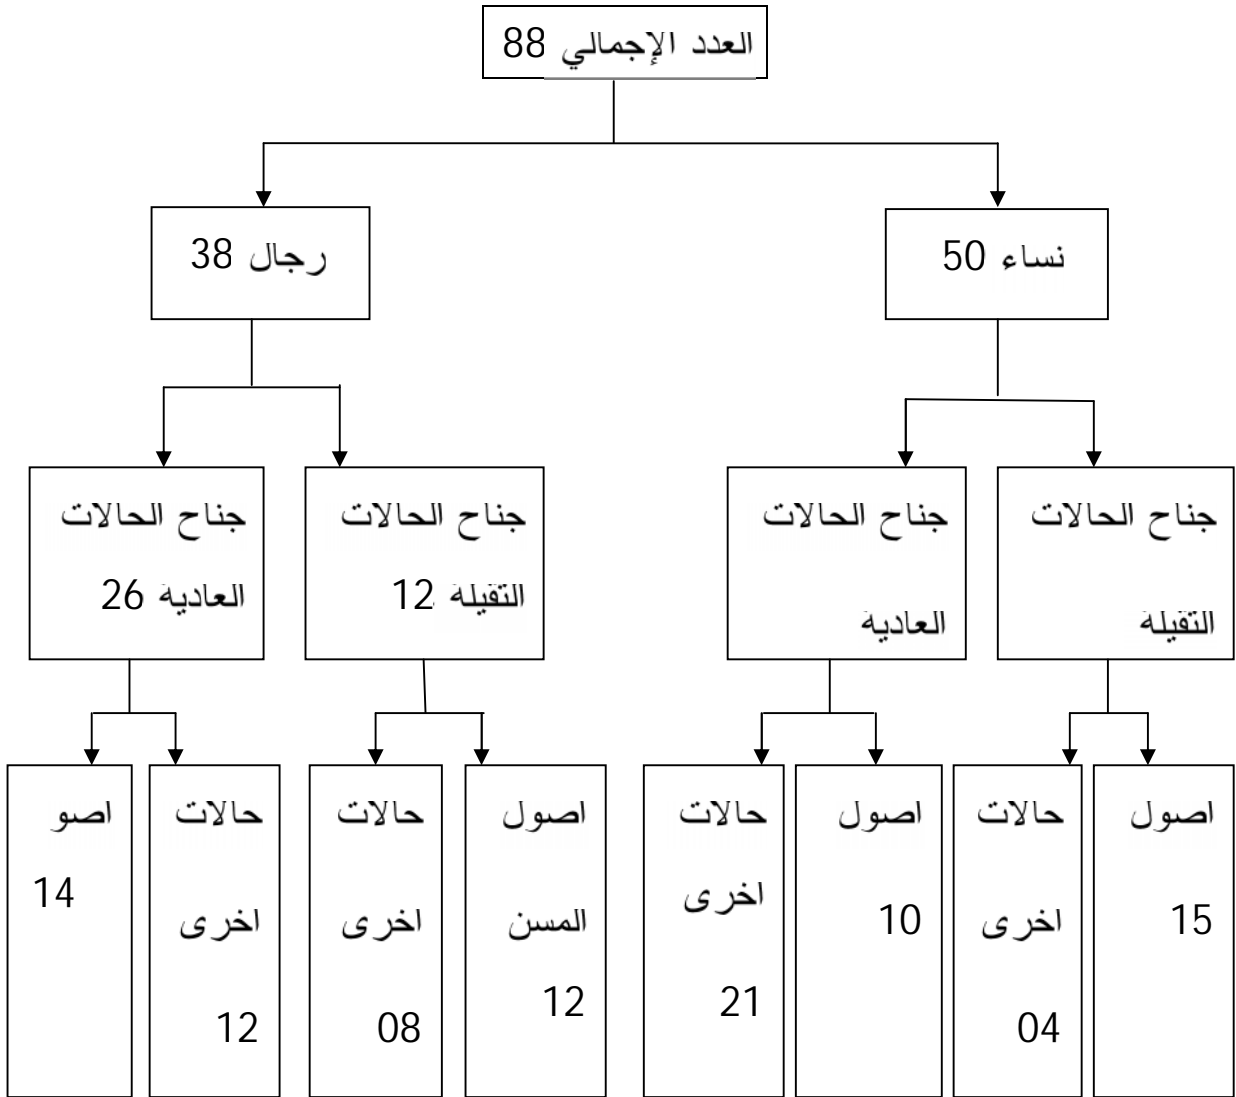 العدد الإجمالي 88
نساء 50
رجال 38
جناح الحالات
الثقيلة
جناح الحالات
العادية
جناح الحالات
الثقيلة 12
جناح الحالات
العادية 26
اصول
15
حالات
اخرى
04
اصول
10
حالات
اخرى
21
اصول
المسن
12
حالات
اخرى
08
حالات
اخرى
12
اصو
14